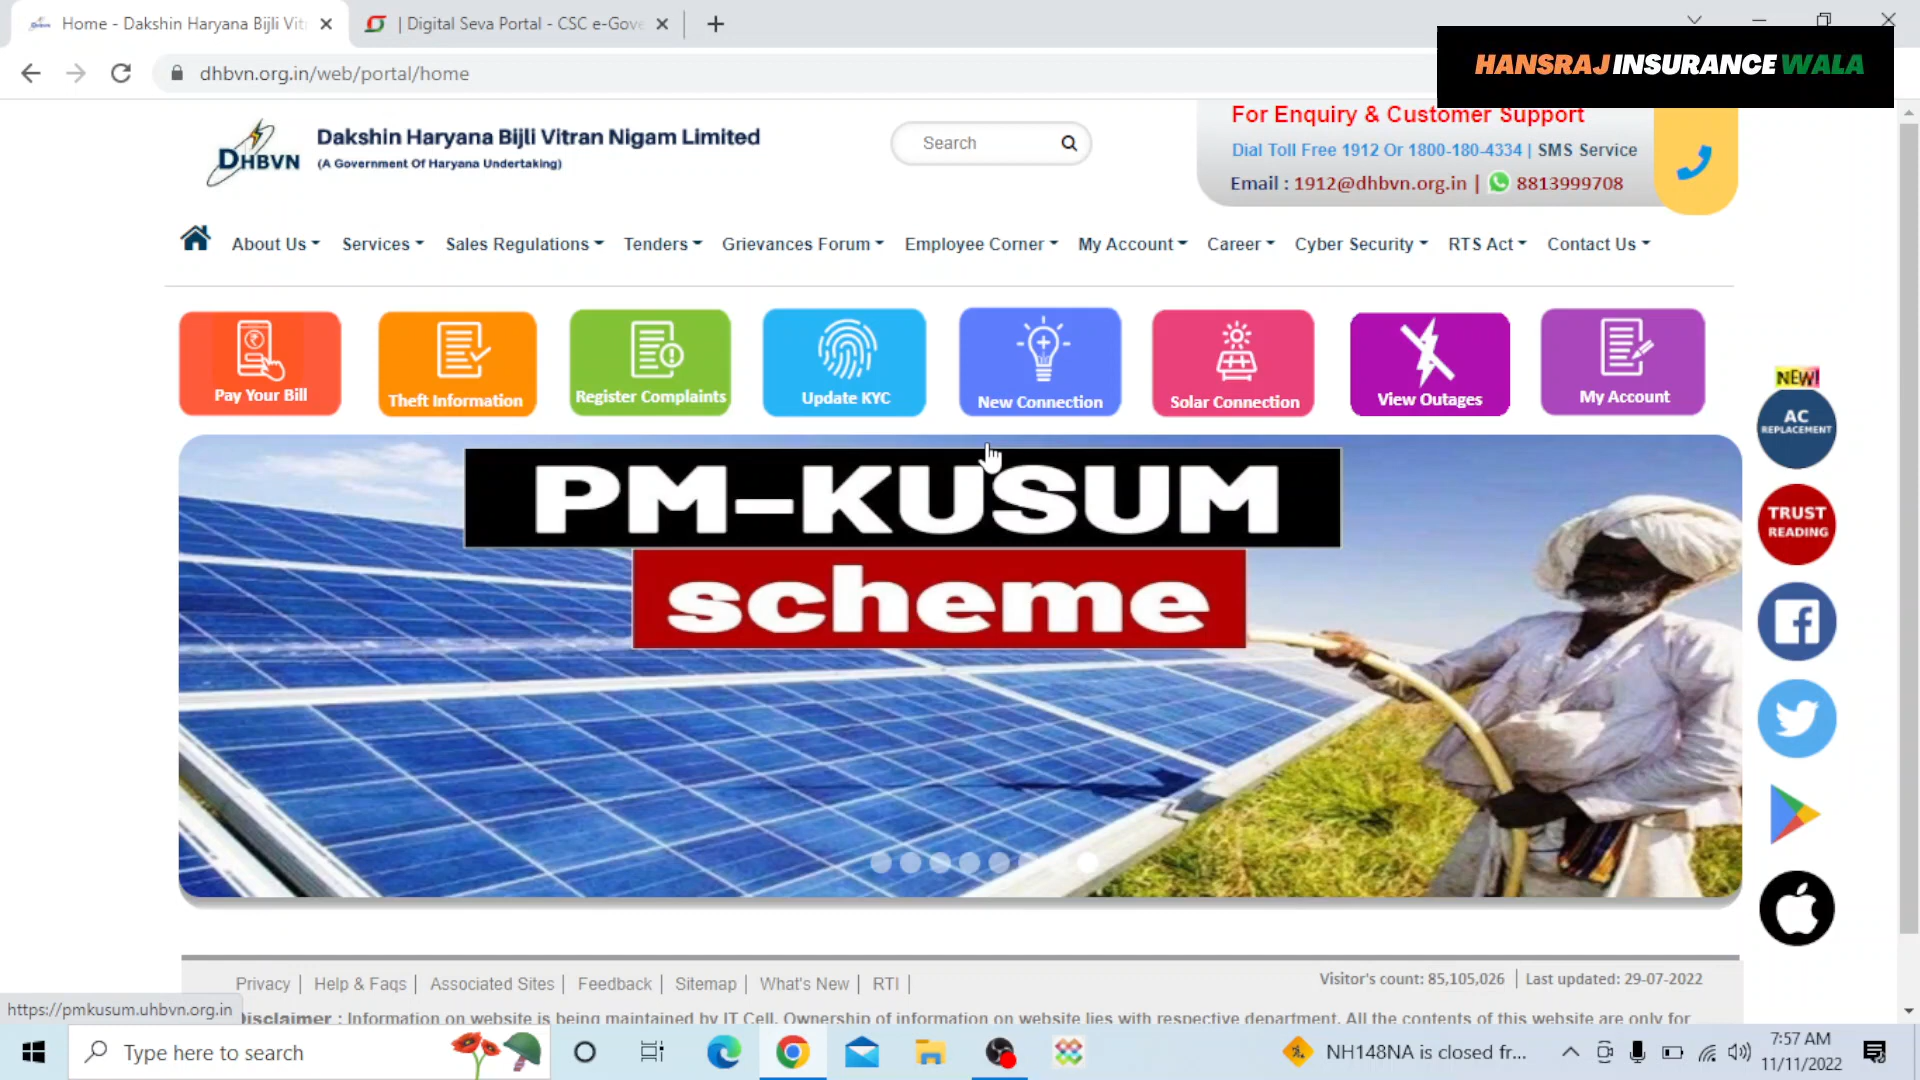 Home - Dakshin Haryana Bijli Vit
| Digital Seva Portal - CSC e-Gove
dhbvn.org.in/web/portal/home
HANSRAJ INSURANCE WALA
DHBVN
Dakshin Haryana Bijli Vitran Nigam Limited
(A Government Of Haryana Undertaking)
Search
For Enquiry & Customer Support
Dial Toll Free 1912 Or 1800-180-4334 | SMS Service
Email : 1912@dhbvn.org.in | 8813999708
About Us Services Sales Regulations Tenders Grievances Forum Employee Corner My Account Career Cyber Security RTS Act Contact Us
Pay Your Bill
Theft Information
Register Complaints
Update KYC
New Connection
Solar Connection
View Outages
My Account
PM-KUSUM
scheme
NEW!
AC
REPLACEMENT
TRUST
READING
Privacy | Help & Faqs | Associated Sites | Feedback | Sitemap | What's New | RTI |
Visitor's count: 85,105,026 | Last updated: 29-07-2022
https://pmkusum.uhbvn.org.in
Disclaimer : Information on website is being maintained by IT Cell. Ownership of information on website lies with respective department. All the contents of this website are only for
Type here to search
NH148NA is closed fr...
7:57 AM
11/11/2022